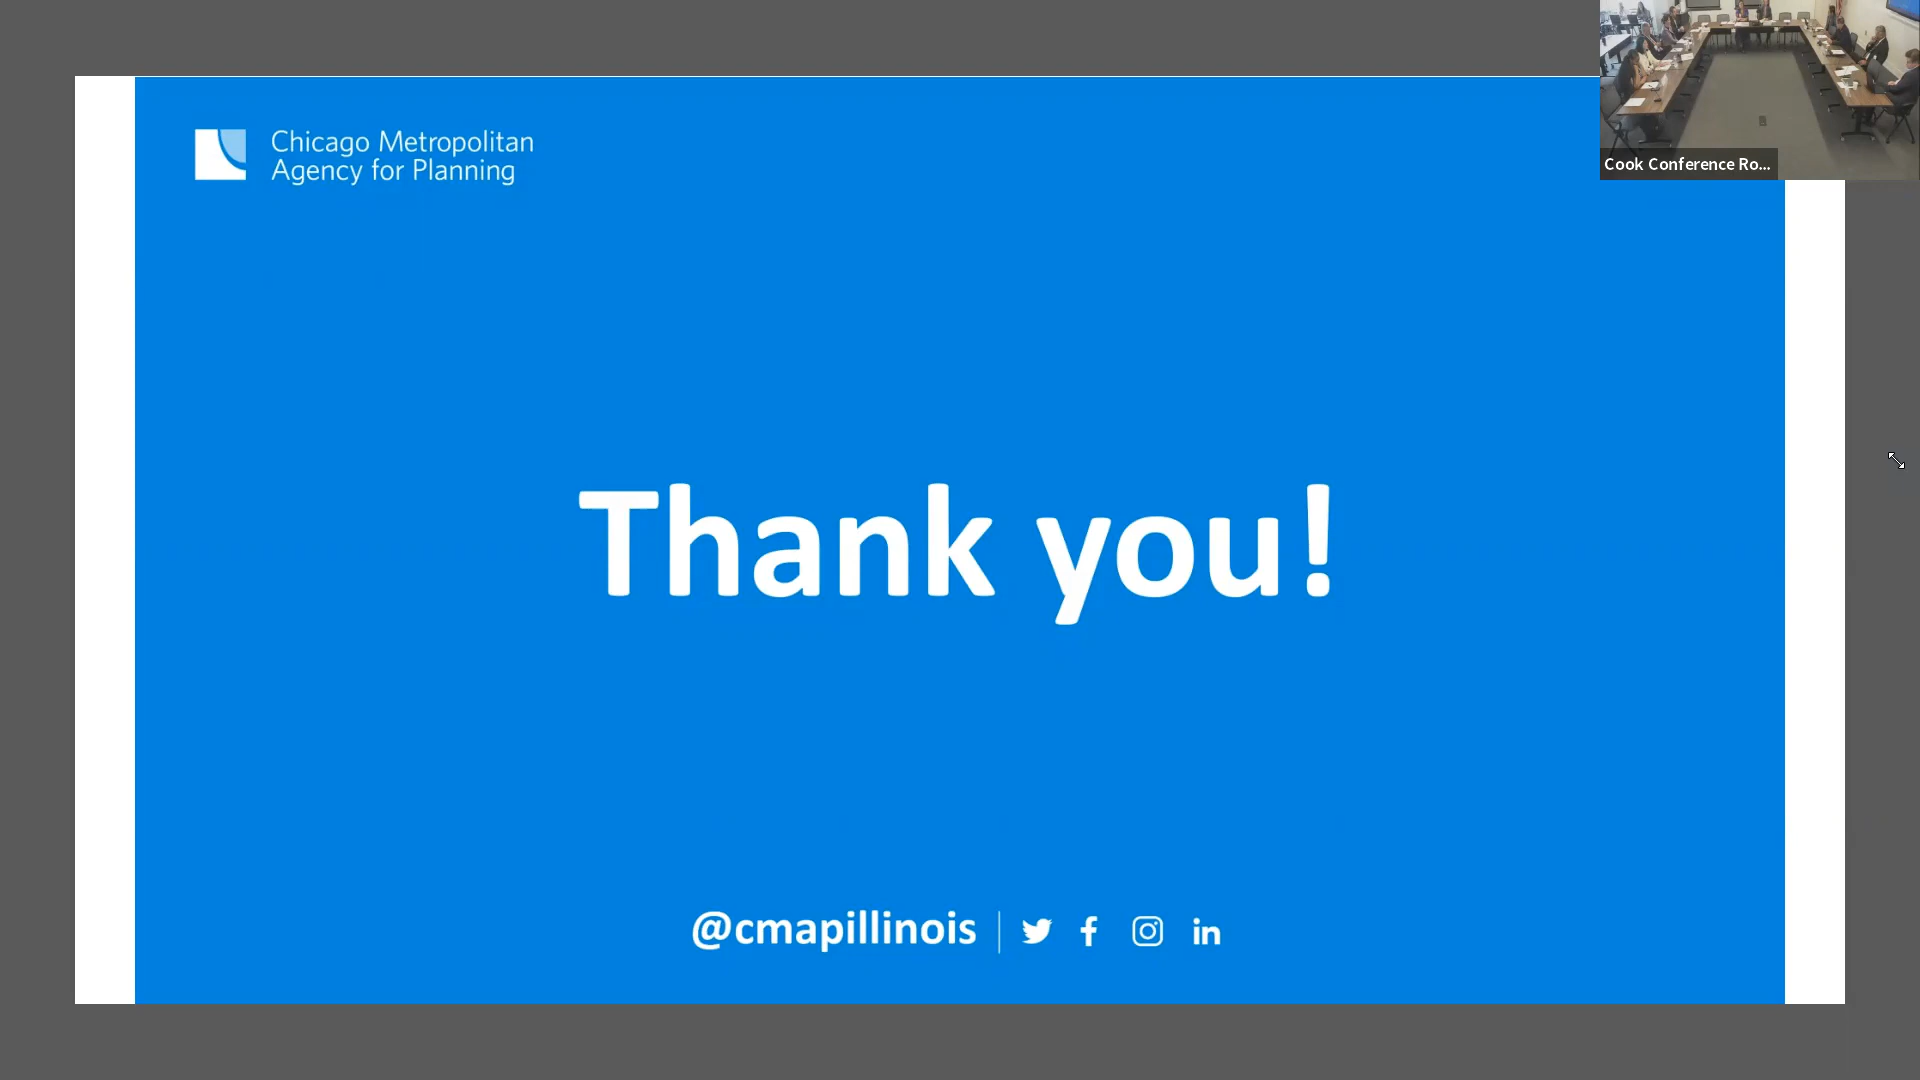 Chicago Metropolitan
Agency for Planning
Cook Conference Ro...
Thank you!
@cmapillinois